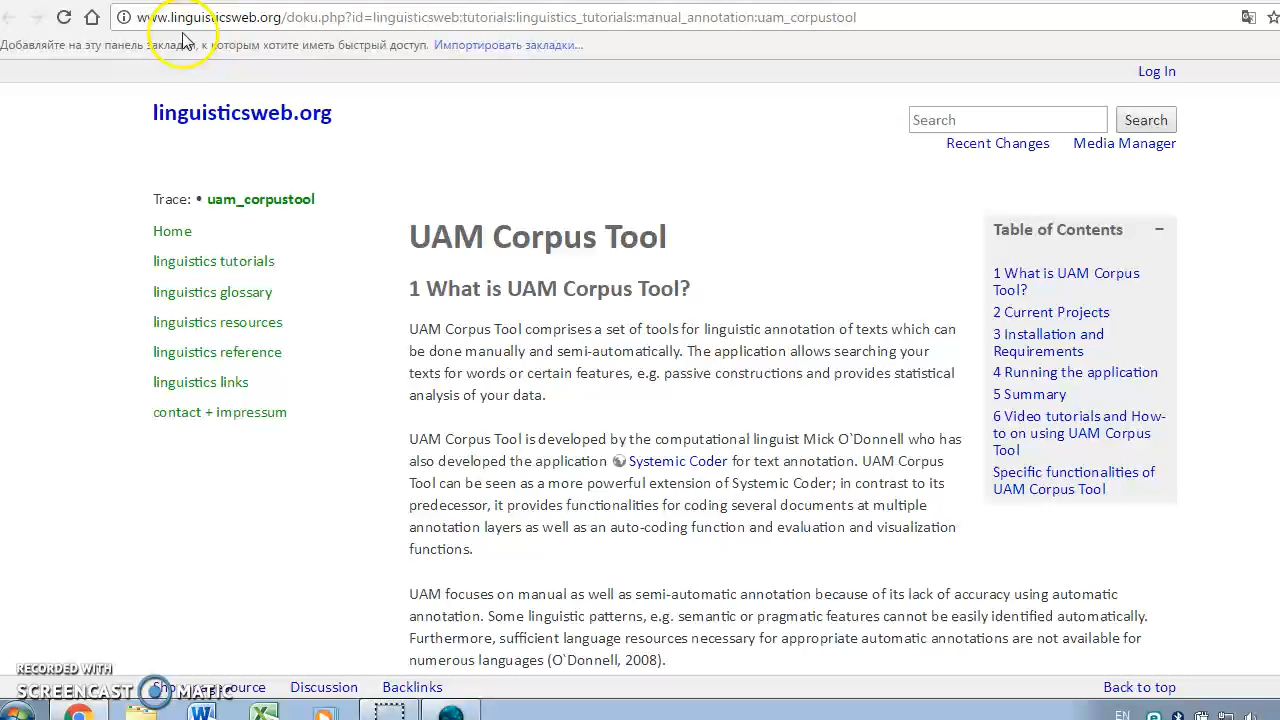 www.linguisticsweb.org/doku.php?id=linguisticsweb:tutorials:linguistics_tutorials:manual_annotation:uam_corpustool
Добавляйте на эту панель закладки, к которым хотите иметь быстрый доступ. Импортировать закладки...
Log In
linguisticsweb.org
Search
Search
Recent Changes
Media Manager
Trace: • uam_corpustool
Home
linguistics tutorials
linguistics glossary
linguistics resources
linguistics reference
linguistics links
contact + impressum
UAM Corpus Tool
1 What is UAM Corpus Tool?
UAM Corpus Tool comprises a set of tools for linguistic annotation of texts which can
be done manually and semi-automatically. The application allows searching your
texts for words or certain features, e.g. passive constructions and provides statistical
analysis of your data.
UAM Corpus Tool is developed by the computational linguist Mick O`Donnell who has
also developed the application Systemic Coder for text annotation. UAM Corpus
Tool can be seen as a more powerful extension of Systemic Coder; in contrast to its
predecessor, it provides functionalities for coding several documents at multiple
annotation layers as well as an auto-coding function and evaluation and visualization
functions.
UAM focuses on manual as well as semi-automatic annotation because of its lack of accuracy using automatic
annotation. Some linguistic patterns, e.g. semantic or pragmatic features cannot be easily identified automatically.
Furthermore, sufficient language resources necessary for appropriate automatic annotations are not available for
numerous languages (O`Donnell, 2008).
Table of Contents −
1 What is UAM Corpus
Tool?
2 Current Projects
3 Installation and
Requirements
4 Running the application
5 Summary
6 Video tutorials and How-
to on using UAM Corpus
Tool
Specific functionalities of
UAM Corpus Tool
RECORDED WITH
SCREENCAST MATIC
Discussion
Backlinks
Back to top
EN